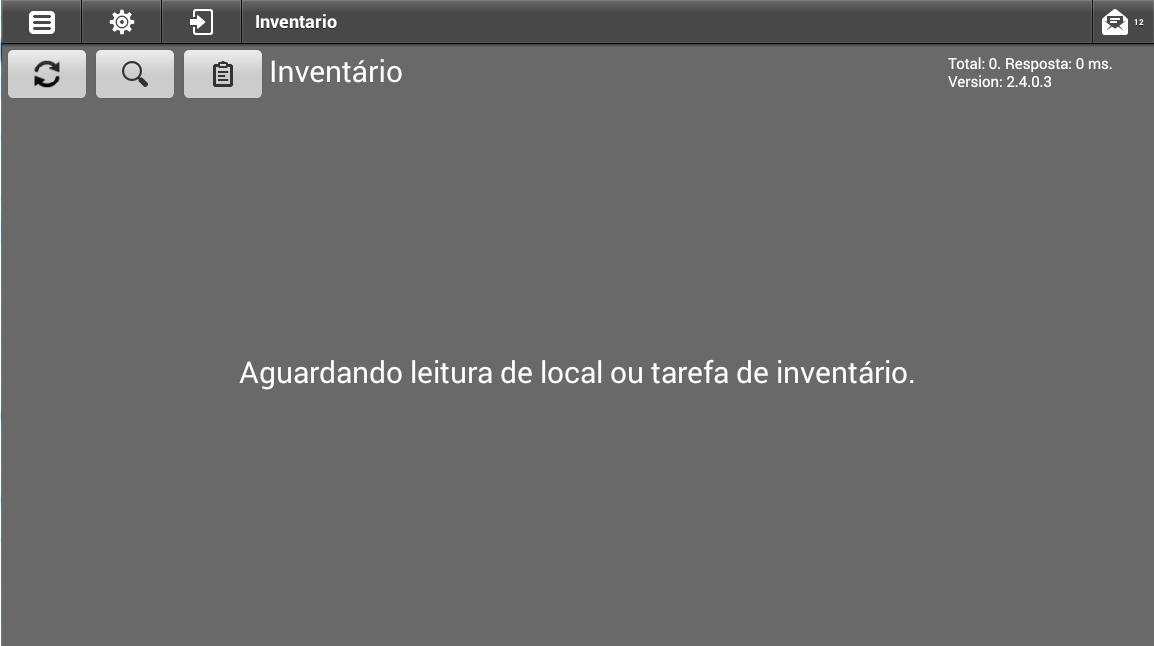 Inventario
12
Inventário
Total: 0. Resposta: 0 ms.
Version: 2.4.0.3
Aguardando leitura de local ou tarefa de inventário.